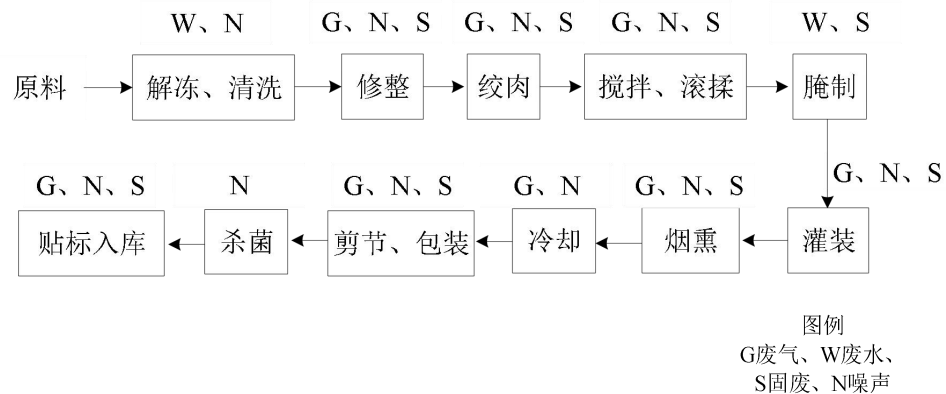 W、N G、N、S G、N、S G、N、S W、S
原料 解冻、清洗 修整 绞肉 搅拌、滚揉 腌制
G、N、S N G、N、S G、N G、N、S G、N、S
贴标入库 杀菌 剪节、包装 冷却 烟熏 灌装
图例
G废气、W废水、
S固废、N噪声